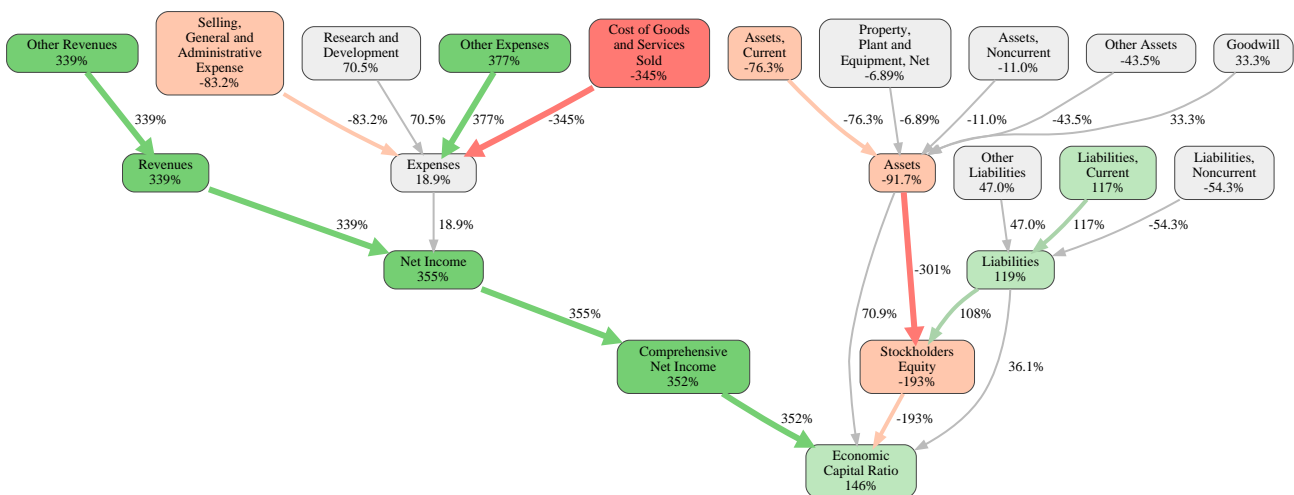 Other Revenues
339%
Selling,
General and
Administrative
Expense
-83.2%
Research and
Development
70.5%
Other Expenses
377%
Cost of Goods
and Services
Sold
-345%
Assets,
Current
-76.3%
Property,
Plant and
Equipment, Net
-6.89%
Assets,
Noncurrent
-11.0%
Other Assets
-43.5%
Goodwill
33.3%
339%
-83.2%
70.5%
377%
-345%
-76.3%
-6.89%
-11.0%
-43.5%
33.3%
Revenues
339%
Expenses
18.9%
Assets
-91.7%
Other
Liabilities
47.0%
Liabilities,
Current
117%
Liabilities,
Noncurrent
-54.3%
339%
18.9%
47.0%
117%
-54.3%
Net Income
355%
-301%
Liabilities
119%
355%
70.9%
108%
36.1%
Comprehensive
Net Income
352%
Stockholders
Equity
-193%
352%
-193%
Economic
Capital Ratio
146%